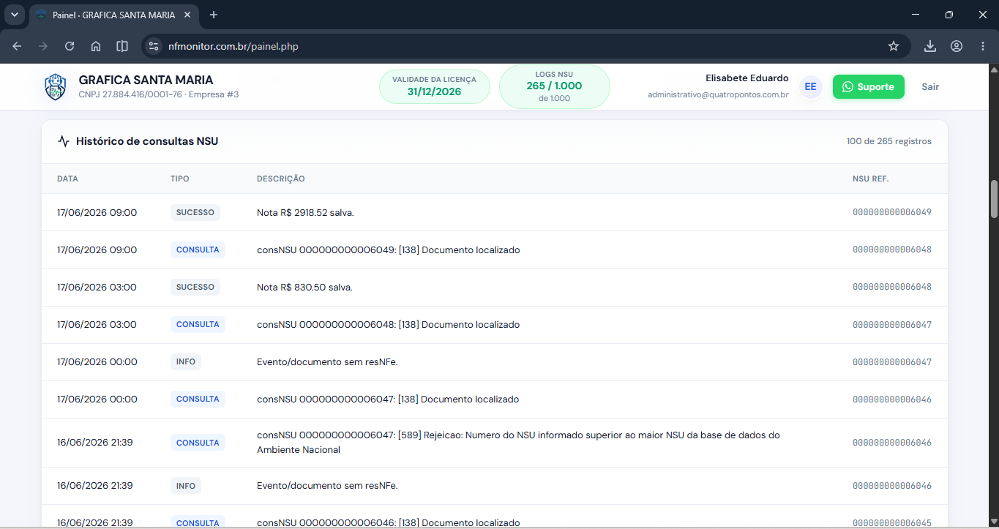 Painel · GRAFICA SANTA MARIA
nfmonitor.com.br/painel.php
GRAFICA SANTA MARIA
CNPJ 27.884.416/0001-76 · Empresa #3
VALIDADE DA LICENÇA
31/12/2026
LOGS NSU
265 / 1.000
de 1.000
Elisabete Eduardo
administrativo@quatropontos.com.br
EE
Suporte
Sair
Histórico de consultas NSU
100 de 265 registros
DATA TIPO DESCRIÇÃO NSU REF.
17/06/2026 09:00 SUCESSO Nota R$ 2918.52 salva. 000000000006049
17/06/2026 09:00 CONSULTA consNSU 000000000006049: [138] Documento localizado 000000000006048
17/06/2026 03:00 SUCESSO Nota R$ 830.50 salva. 000000000006048
17/06/2026 03:00 CONSULTA consNSU 000000000006048: [138] Documento localizado 000000000006047
17/06/2026 00:00 INFO Evento/documento sem resNFe. 000000000006047
17/06/2026 00:00 CONSULTA consNSU 000000000006047: [138] Documento localizado 000000000006046
16/06/2026 21:39 CONSULTA consNSU 000000000006047: [589] Rejeicao: Numero do NSU informado superior ao maior NSU da base de dados do
Ambiente Nacional 000000000006046
16/06/2026 21:39 INFO Evento/documento sem resNFe. 000000000006046
16/06/2026 21:39 CONSULTA consNSU 000000000006046: [138] Documento localizado 000000000006045